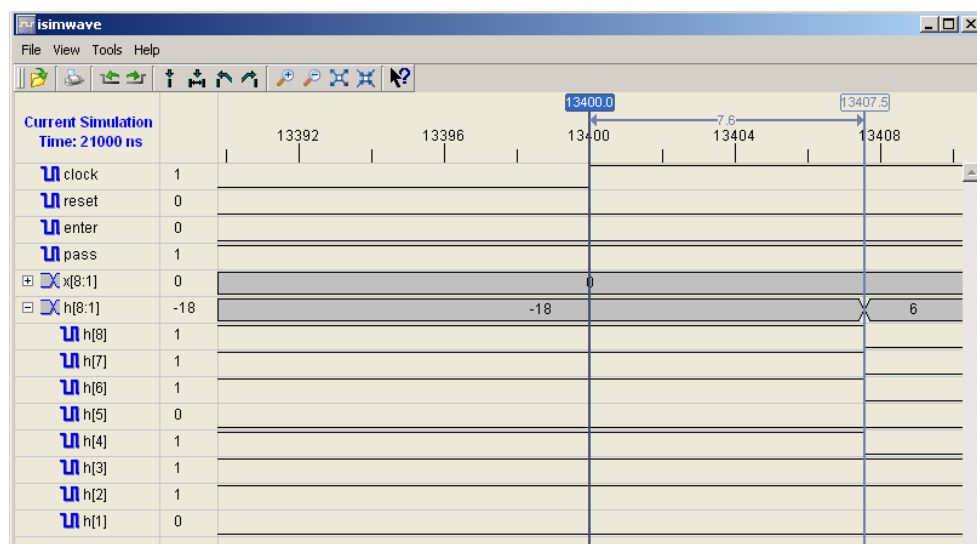 isimwave
File View Tools Help
13400.0 13407.5
Current Simulation
Time: 21000 ns
7.6
13392 13396 13400 13404 13408
clock 1
reset 0
enter 0
pass 1
x[8:1] 0 0
h[8:1] -18 -18 6
h[8] 1
h[7] 1
h[6] 1
h[5] 0
h[4] 1
h[3] 1
h[2] 1
h[1] 0